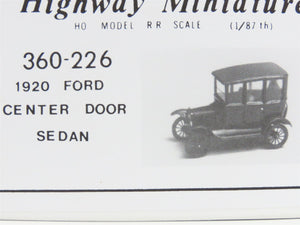 Highway Miniature
HO MODEL RR SCALE (1/87 th)
360-226
1920 FORD
CENTER DOOR
SEDAN